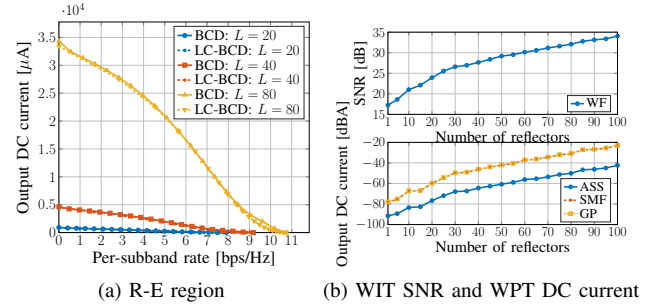 ·10⁴
4
3.5
3
2.5
2
1.5
1
0.5
0
Output DC current [μA]
BCD: L = 20
LC-BCD: L = 20
BCD: L = 40
LC-BCD: L = 40
BCD: L = 80
LC-BCD: L = 80
0 1 2 3 4 5 6 7 8 9 10 11
Per-subband rate [bps/Hz]
(a) R-E region
35
30
25
20
15
SNR [dB]
WF
1 10 20 30 40 50 60 70 80 90 100
Number of reflectors
−20
−40
−60
−80
−100
Output DC current [dBA]
ASS
SMF
GP
1 10 20 30 40 50 60 70 80 90 100
Number of reflectors
(b) WIT SNR and WPT DC current